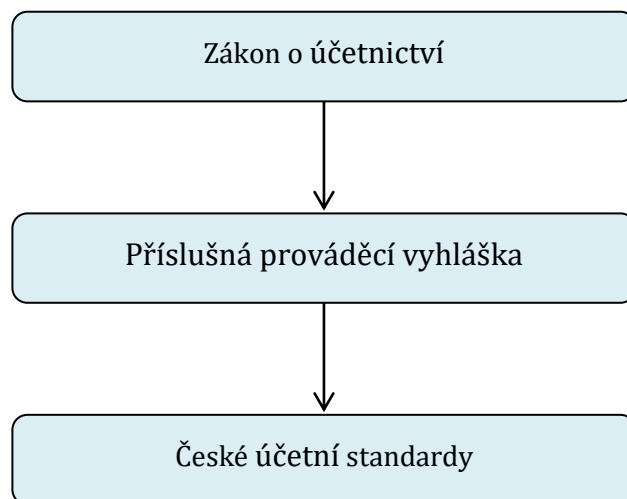 Zákon o účetnictví
Příslušná prováděcí vyhláška
České účetní standardy